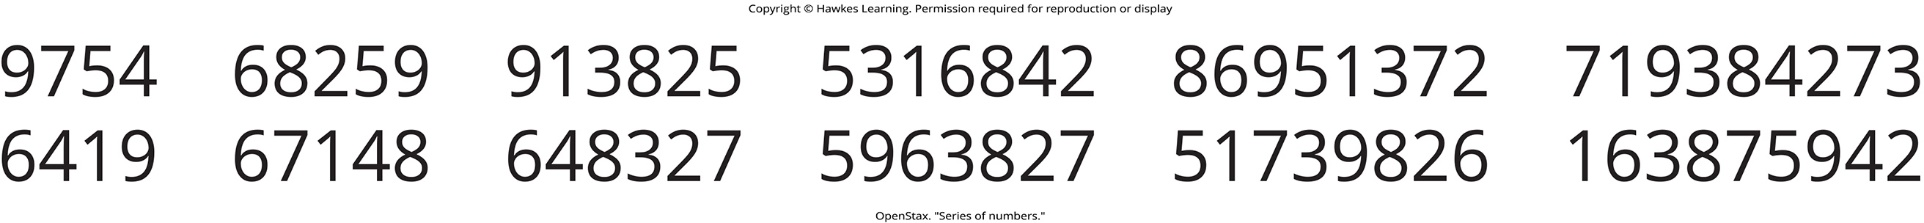 Copyright © Hawkes Learning. Permission required for reproduction or display
9754 68259 913825 5316842 86951372 719384273
6419 67148 648327 5963827 51739826 163875942
OpenStax. "Series of numbers."